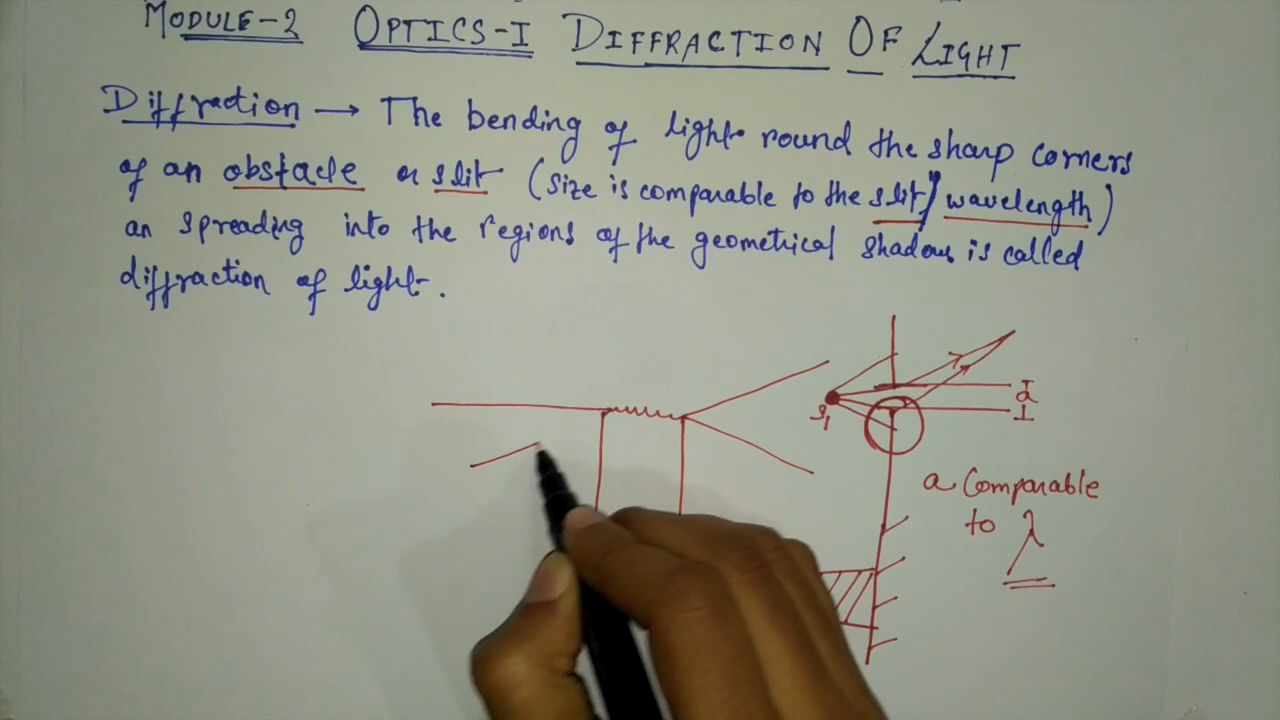 MODULE-2 OPTICS-I DIFFRACTION OF LIGHT
Diffraction → The bending of light round the sharp corners
of an obstacle or slit (size is comparable to the slit/wavelength)
an spreading into the regions of the geometrical shadow is called
diffraction of light.
S1
a
a comparable
to λ